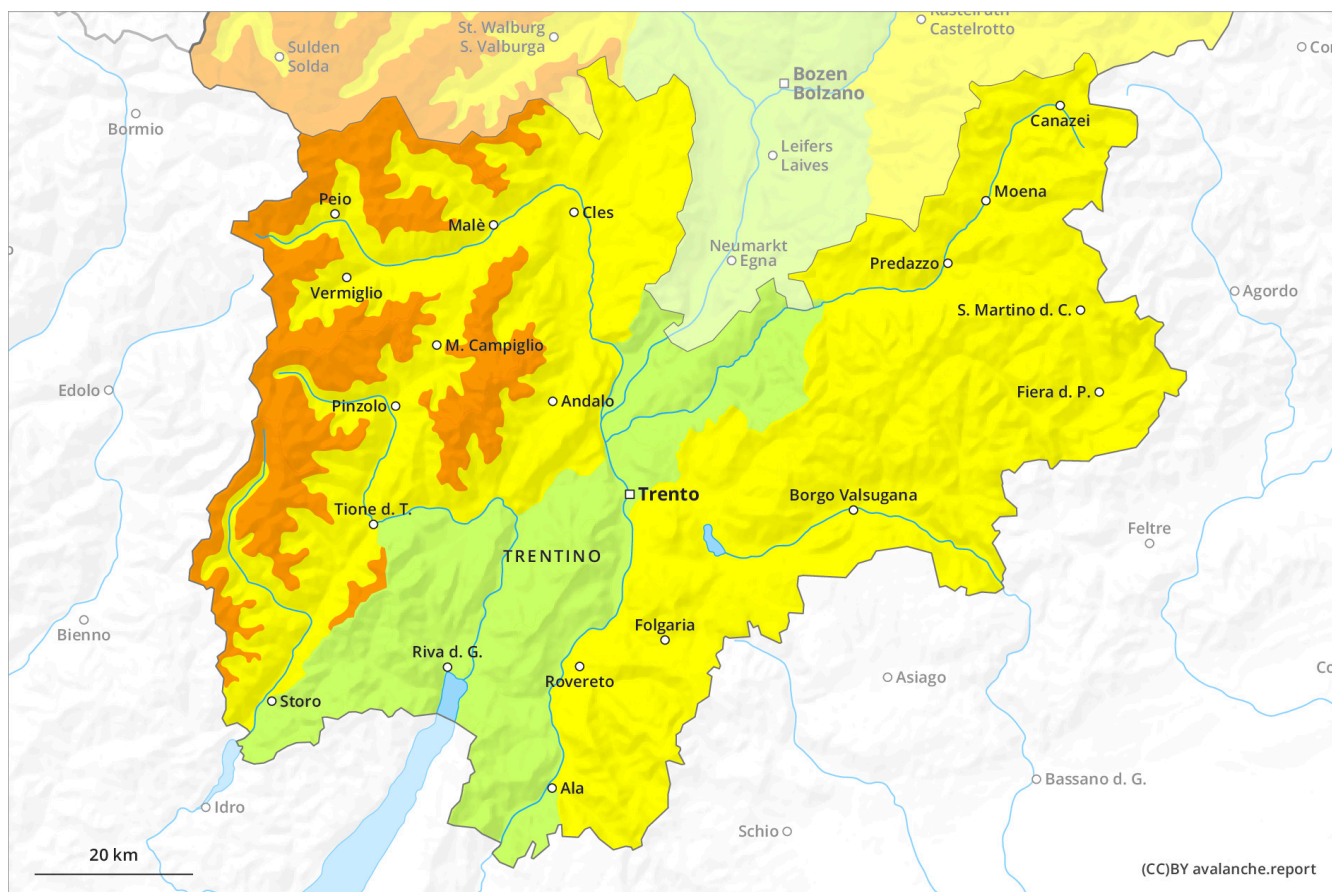 Kastelruth
Castelrotto
St. Walburg
S. Valburga
Sulden
Solda
Bozen
Bolzano
Bormio
Canazei
Leifers
Laives
Peio
Moena
Malè
Cles
Neumarkt
Egna
Predazzo
Vermiglio
Agordo
S. Martino d. C.
M. Campiglio
Edolo
Pinzolo
Andalo
Fiera d. P.
Trento
Borgo Valsugana
Tione d. T.
Feltre
TRENTINO
Bienno
Folgaria
Riva d. G.
Rovereto
Asiago
Storo
Bassano d. G.
Ala
Idro
Schio
20 km
(CC)BY avalanche.report